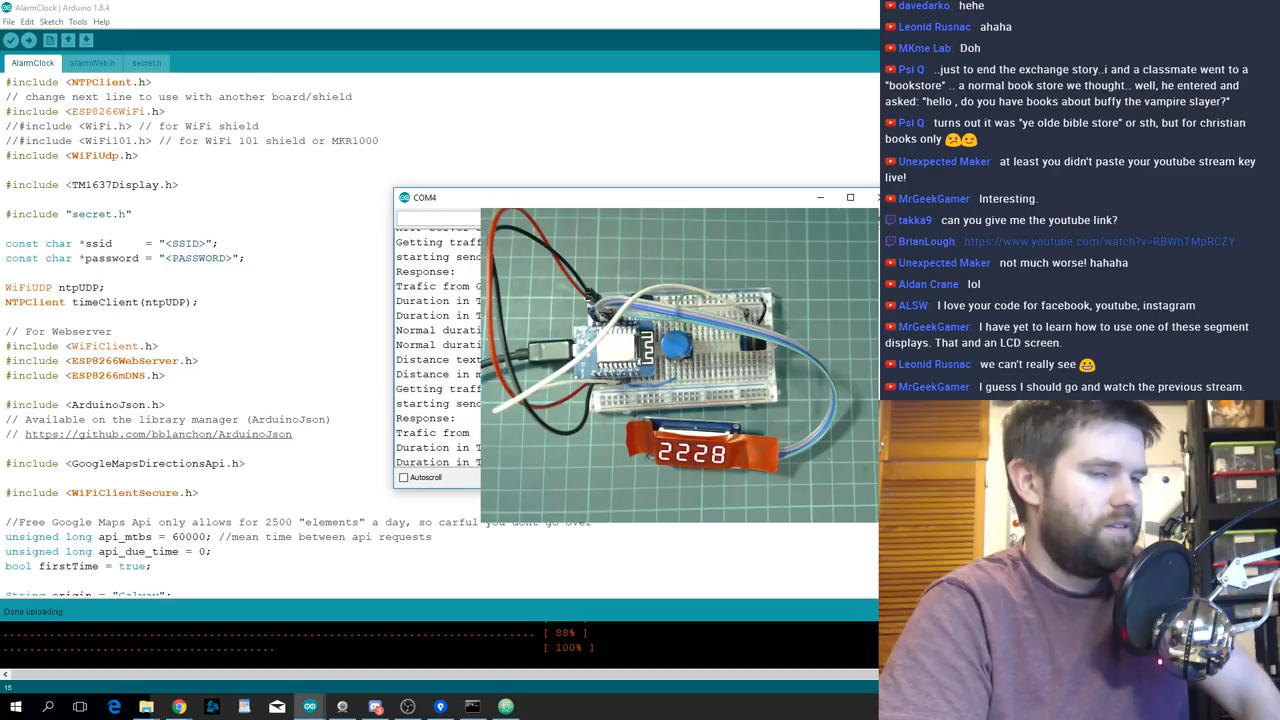 AlarmClock | Arduino 1.8.4
File Edit Sketch Tools Help
AlarmClock alarmWeb.h secret.h
#include <NTPClient.h>
// change next line to use with another board/shield
#include <ESP8266WiFi.h>
//#include <WiFi.h> // for WiFi shield
//#include <WiFi101.h> // for WiFi 101 shield or MKR1000
#include <WiFiUdp.h>
#include <TM1637Display.h>
#include "secret.h"
const char *ssid = "<SSID>";
const char *password = "<PASSWORD>";
WiFiUDP ntpUDP;
NTPClient timeClient(ntpUDP);
// For Webserver
#include <WiFiClient.h>
#include <ESP8266WebServer.h>
#include <ESP8266mDNS.h>
#include <ArduinoJson.h>
// Available on the library manager (ArduinoJson)
// https://github.com/bblanchon/ArduinoJson
#include <GoogleMapsDirectionsApi.h>
#include <WiFiClientSecure.h>
//Free Google Maps Api only allows for 2500 "elements" a day, so carful you dont go over
unsigned long api_mtbs = 60000; //mean time between api requests
unsigned long api_due_time = 0;
bool firstTime = true;
String origin = "Galway";
Done uploading.
[ 88% ]
[ 100% ]
15
COM4
Getting traff
starting send
Response:
Trafic from G
Duration in T
Duration in T
Normal durati
Normal durati
Distance text
Distance in m
Getting traff
starting send
Response:
Trafic from
Duration in T
Duration in T
Autoscroll
2228
davedarko hehe
Leonid Rusnac ahaha
MKme Lab Doh
Psi Q ..just to end the exchange story..i and a classmate went to a
"bookstore" .. a normal book store we thought.. well, he entered and
asked: "hello , do you have books about buffy the vampire slayer?"
Psi Q turns out it was "ye olde bible store" or sth, but for christian
books only
Unexpected Maker at least you didn't paste your youtube stream key
live!
MrGeekGamer Interesting.
takka9 can you give me the youtube link?
BrianLough https://www.youtube.com/watch?v=RBWhTMpRCZY
Unexpected Maker not much worse! hahaha
Aidan Crane lol
ALSW I love your code for facebook, youtube, instagram
MrGeekGamer I have yet to learn how to use one of these segment
displays. That and an LCD screen.
Leonid Rusnac we can't really see
MrGeekGamer I guess I should go and watch the previous stream.